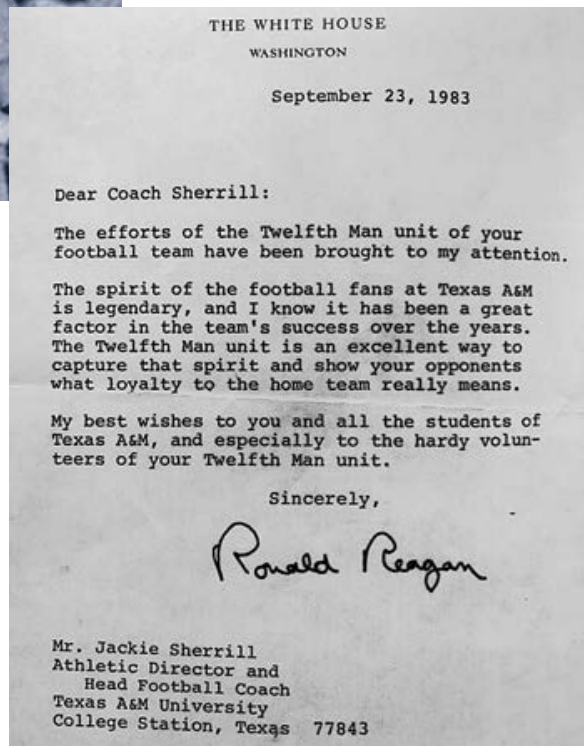 THE WHITE HOUSE
WASHINGTON
September 23, 1983
Dear Coach Sherrill:
The efforts of the Twelfth Man unit of your
football team have been brought to my attention.
The spirit of the football fans at Texas A&M
is legendary, and I know it has been a great
factor in the team's success over the years.
The Twelfth Man unit is an excellent way to
capture that spirit and show your opponents
what loyalty to the home team really means.
My best wishes to you and all the students of
Texas A&M, and especially to the hardy volun-
teers of your Twelfth Man unit.
Sincerely,
Ronald Reagan
Mr. Jackie Sherrill
Athletic Director and
Head Football Coach
Texas A&M University
College Station, Texas 77843